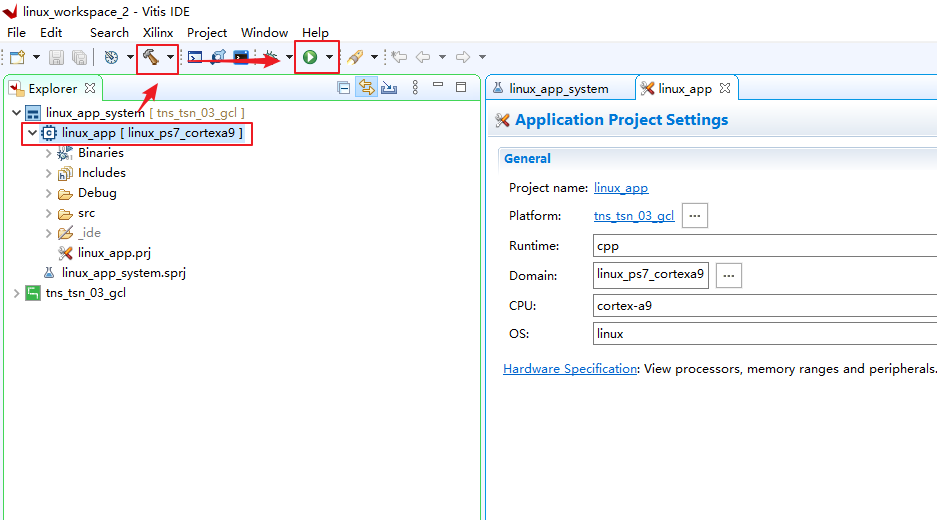 linux_workspace_2 - Vitis IDE
File Edit Search Xilinx Project Window Help
Explorer
linux_app_system [ tns_tsn_03_gcl ]
linux_app [ linux_ps7_cortexa9 ]
Binaries
Includes
Debug
src
_ide
linux_app.prj
linux_app_system.sprj
tns_tsn_03_gcl
linux_app_system
linux_app
Application Project Settings
General
Project name: linux_app
Platform: tns_tsn_03_gcl ...
Runtime: cpp
Domain: linux_ps7_cortexa9 ...
CPU: cortex-a9
OS: linux
Hardware Specification: View processors, memory ranges and peripherals.